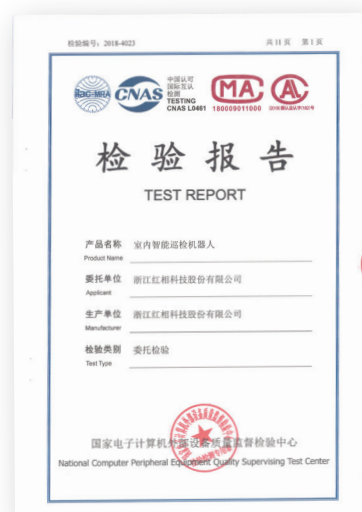 检验编号：2018-4023 共11页 第1页
ilac-MRA CNAS
中国认可
国际互认
检测
TESTING
CNAS L0461
MA
180009011000
AL
检验报告
TEST REPORT
产品名称 室内智能巡检机器人
Product Name
委托单位 浙江红相科技股份有限公司
Applicant
生产单位 浙江红相科技股份有限公司
Manufacturer
检验类别 委托检验
Test Type
国家电子计算机外部设备质量监督检验中心
National Computer Peripheral Equipment Quality Supervising Test Center